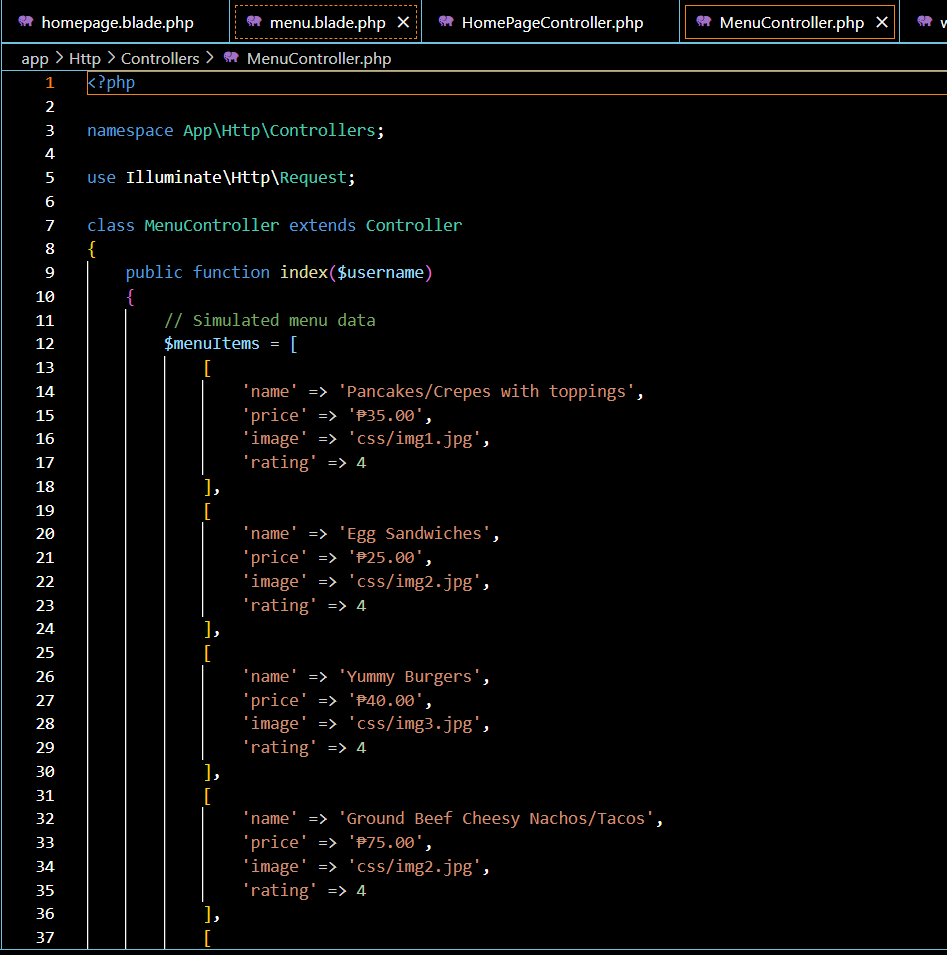 homepage.blade.php menu.blade.php HomePageController.php MenuController.php
app > Http > Controllers > MenuController.php
1 <?php
2
3 namespace App\Http\Controllers;
4
5 use Illuminate\Http\Request;
6
7 class MenuController extends Controller
8 {
9 public function index($username)
10 {
11 // Simulated menu data
12 $menuItems = [
13 [
14 'name' => 'Pancakes/Crepes with toppings',
15 'price' => '₱35.00',
16 'image' => 'css/img1.jpg',
17 'rating' => 4
18 ],
19 [
20 'name' => 'Egg Sandwiches',
21 'price' => '₱25.00',
22 'image' => 'css/img2.jpg',
23 'rating' => 4
24 ],
25 [
26 'name' => 'Yummy Burgers',
27 'price' => '₱40.00',
28 'image' => 'css/img3.jpg',
29 'rating' => 4
30 ],
31 [
32 'name' => 'Ground Beef Cheesy Nachos/Tacos',
33 'price' => '₱75.00',
34 'image' => 'css/img2.jpg',
35 'rating' => 4
36 ],
37 [